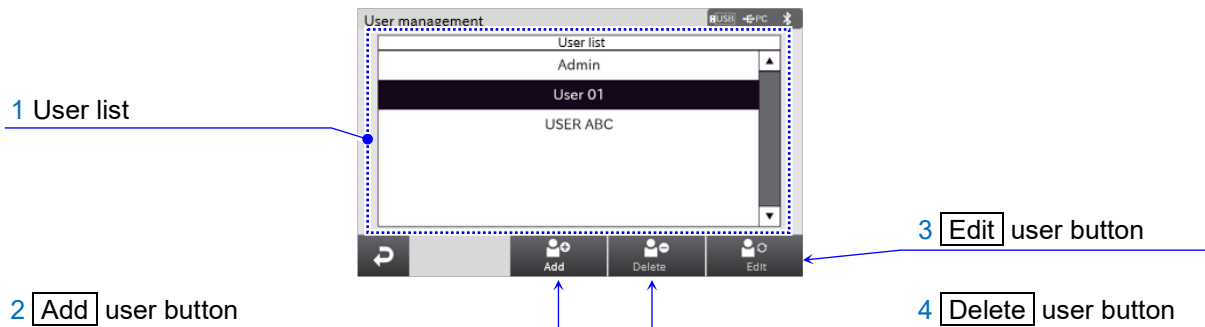 User management
USB PC
User list
Admin
User 01
USER ABC
1 User list
3 Edit user button
Add Delete Edit
2 Add user button
4 Delete user button